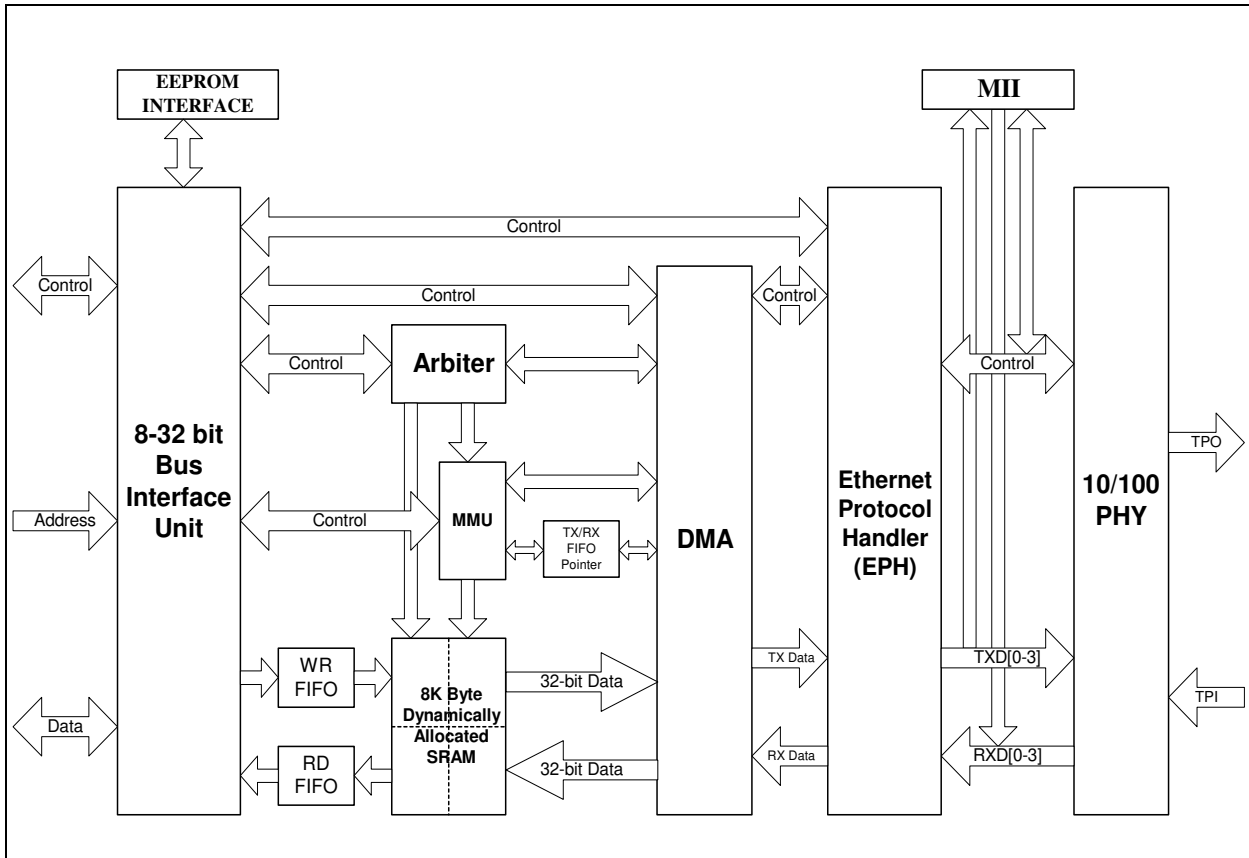 EEPROM
INTERFACE
MII
Control
Control
Control
Control
Control
Arbiter
Control
8-32 bit
Bus
Interface
Unit
TPO
Ethernet
Protocol
Handler
(EPH)
10/100
PHY
Address
Control
MMU
TX/RX
FIFO
Pointer
DMA
WR
FIFO
8K Byte
Dynamically
Allocated
SRAM
32-bit Data
TX Data
TXD[0-3]
TPI
Data
RD
FIFO
32-bit Data
RX Data
RXD[0-3]